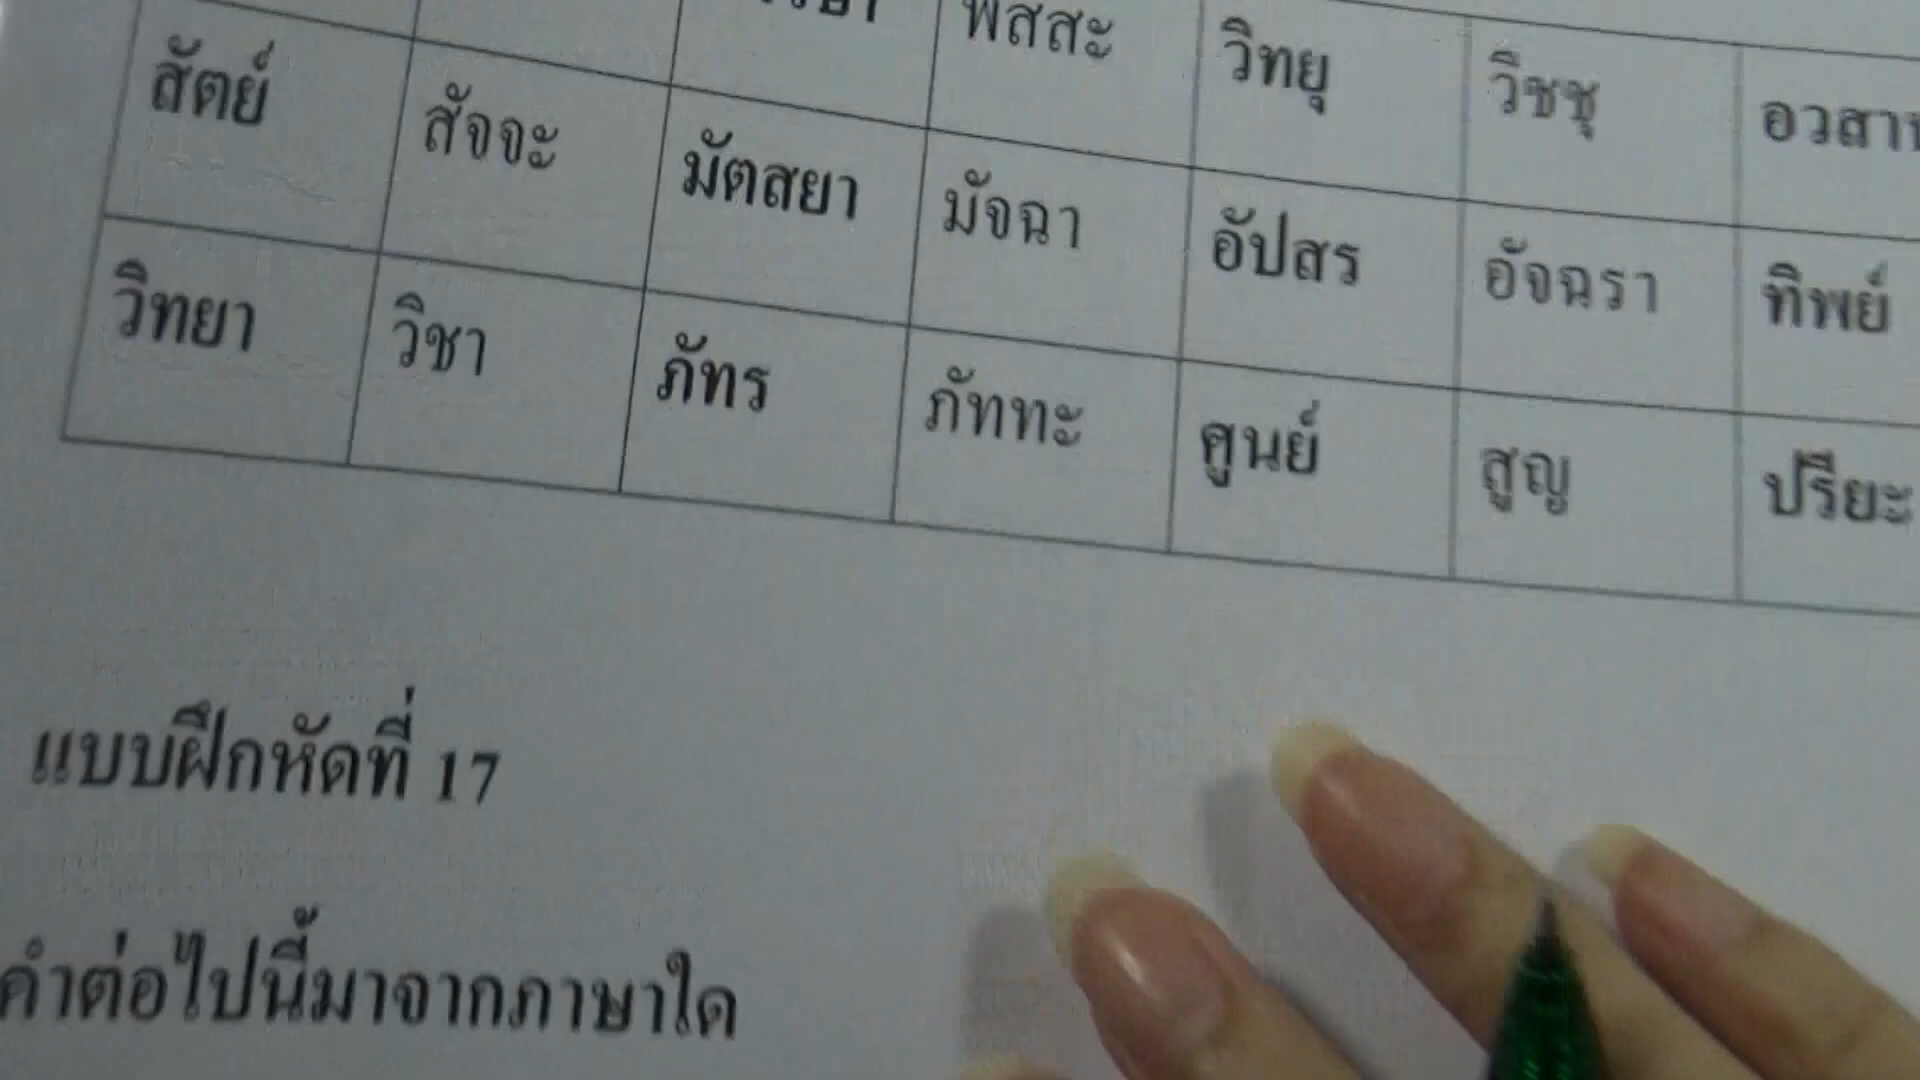 พัสสะ วิทยุ วิชชุ
สัตย์ สัจจะ มัตสยา มัจฉา อัปสร อัจฉรา ทิพย์
วิทยา วิชา ภัทร ภัททะ ศูนย์ สูญ ปรียะ
แบบฝึกหัดที่ 17
คำต่อไปนี้มาจากภาษาใด